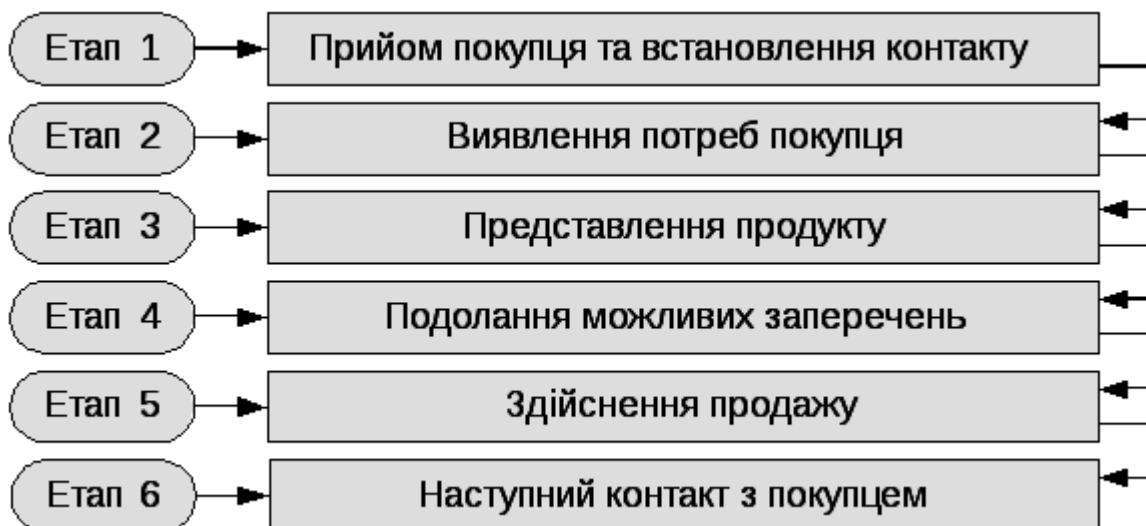 Етап 1 Прийом покупця та встановлення контакту
Етап 2 Виявлення потреб покупця
Етап 3 Представлення продукту
Етап 4 Подолання можливих заперечень
Етап 5 Здійснення продажу
Етап 6 Наступний контакт з покупцем